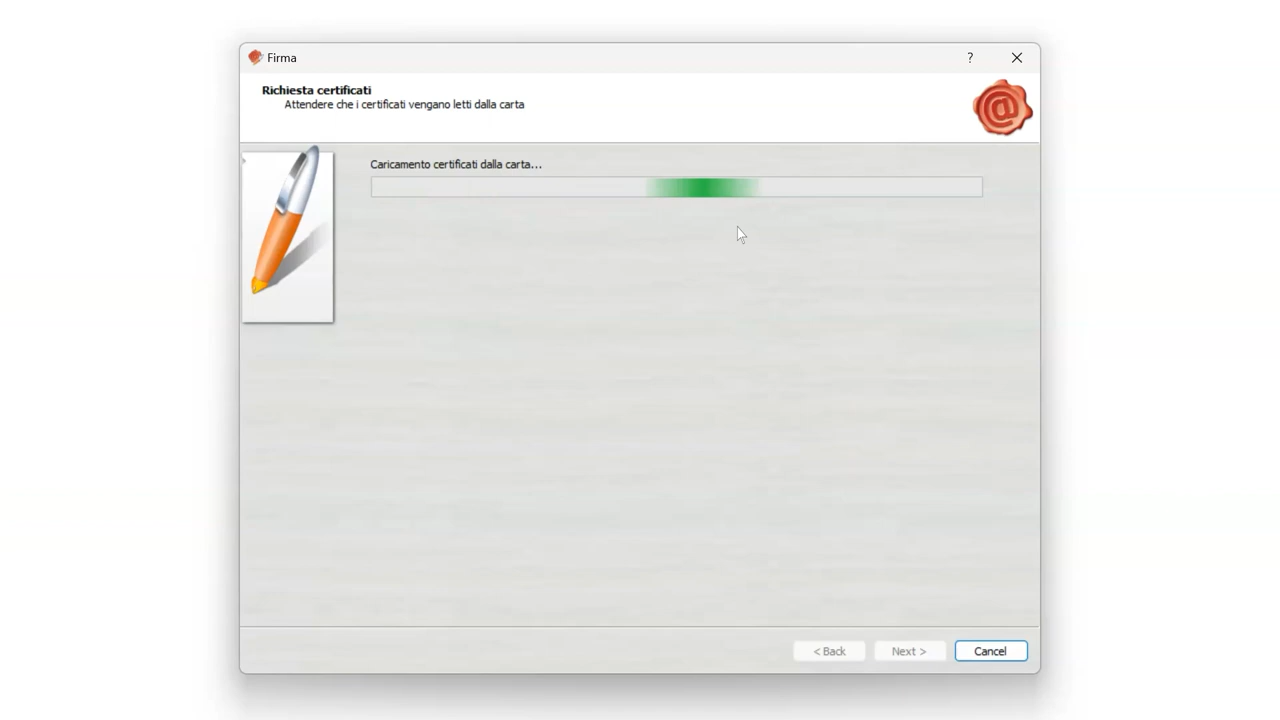 Firma
?
Richiesta certificati
Attendere che i certificati vengano letti dalla carta
@
Caricamento certificati dalla carta...
< Back
Next >
Cancel